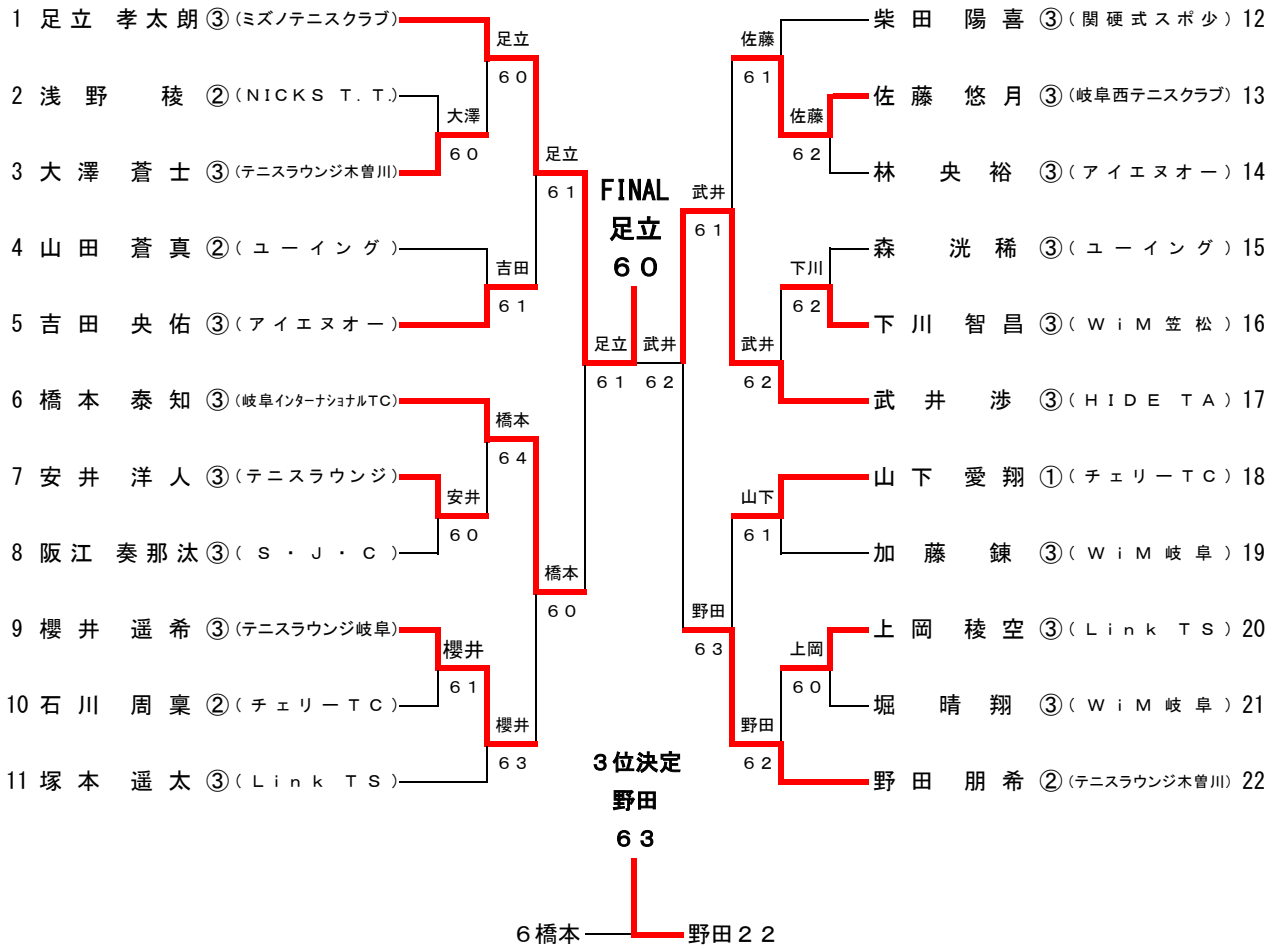 1 足立 孝太朗 ③ (ミズノテニスクラブ)
2 浅野 稜 ② (NICKS T.T.)
3 大澤 蒼士 ③ (テニスラウンジ木曽川)
4 山田 蒼真 ② (ユーイング)
5 吉田 央佑 ③ (アイエヌオー)
6 橋本 泰知 ③ (岐阜インターナショナルTC)
7 安井 洋人 ③ (テニスラウンジ)
8 阪江 奏那汰 ③ (S・J・C)
9 櫻井 遥希 ③ (テニスラウンジ岐阜)
10 石川 周稟 ② (チェリーTC)
11 塚本 遥太 ③ (Link TS)
足立
60
大澤
60
足立
61
吉田
61
橋本
64
安井
60
橋本
60
櫻井
61
櫻井
63
足立
61
FINAL
足立
60
武井
62
武井
61
佐藤
61
佐藤
62
下川
62
武井
62
山下
61
野田
63
上岡
60
野田
62
柴田 陽喜 ③ (関硬式スポ少) 12
佐藤 悠月 ③ (岐阜西テニスクラブ) 13
林 央裕 ③ (アイエヌオー) 14
森 洸稀 ③ (ユーイング) 15
下川 智昌 ③ (WiM笠松) 16
武井 渉 ③ (HIDE TA) 17
山下 愛翔 ① (チェリーTC) 18
加藤 錬 ③ (WiM岐阜) 19
上岡 稜空 ③ (Link TS) 20
堀 晴翔 ③ (WiM岐阜) 21
野田 朋希 ② (テニスラウンジ木曽川) 22
3位決定
野田
63
6橋本
野田22